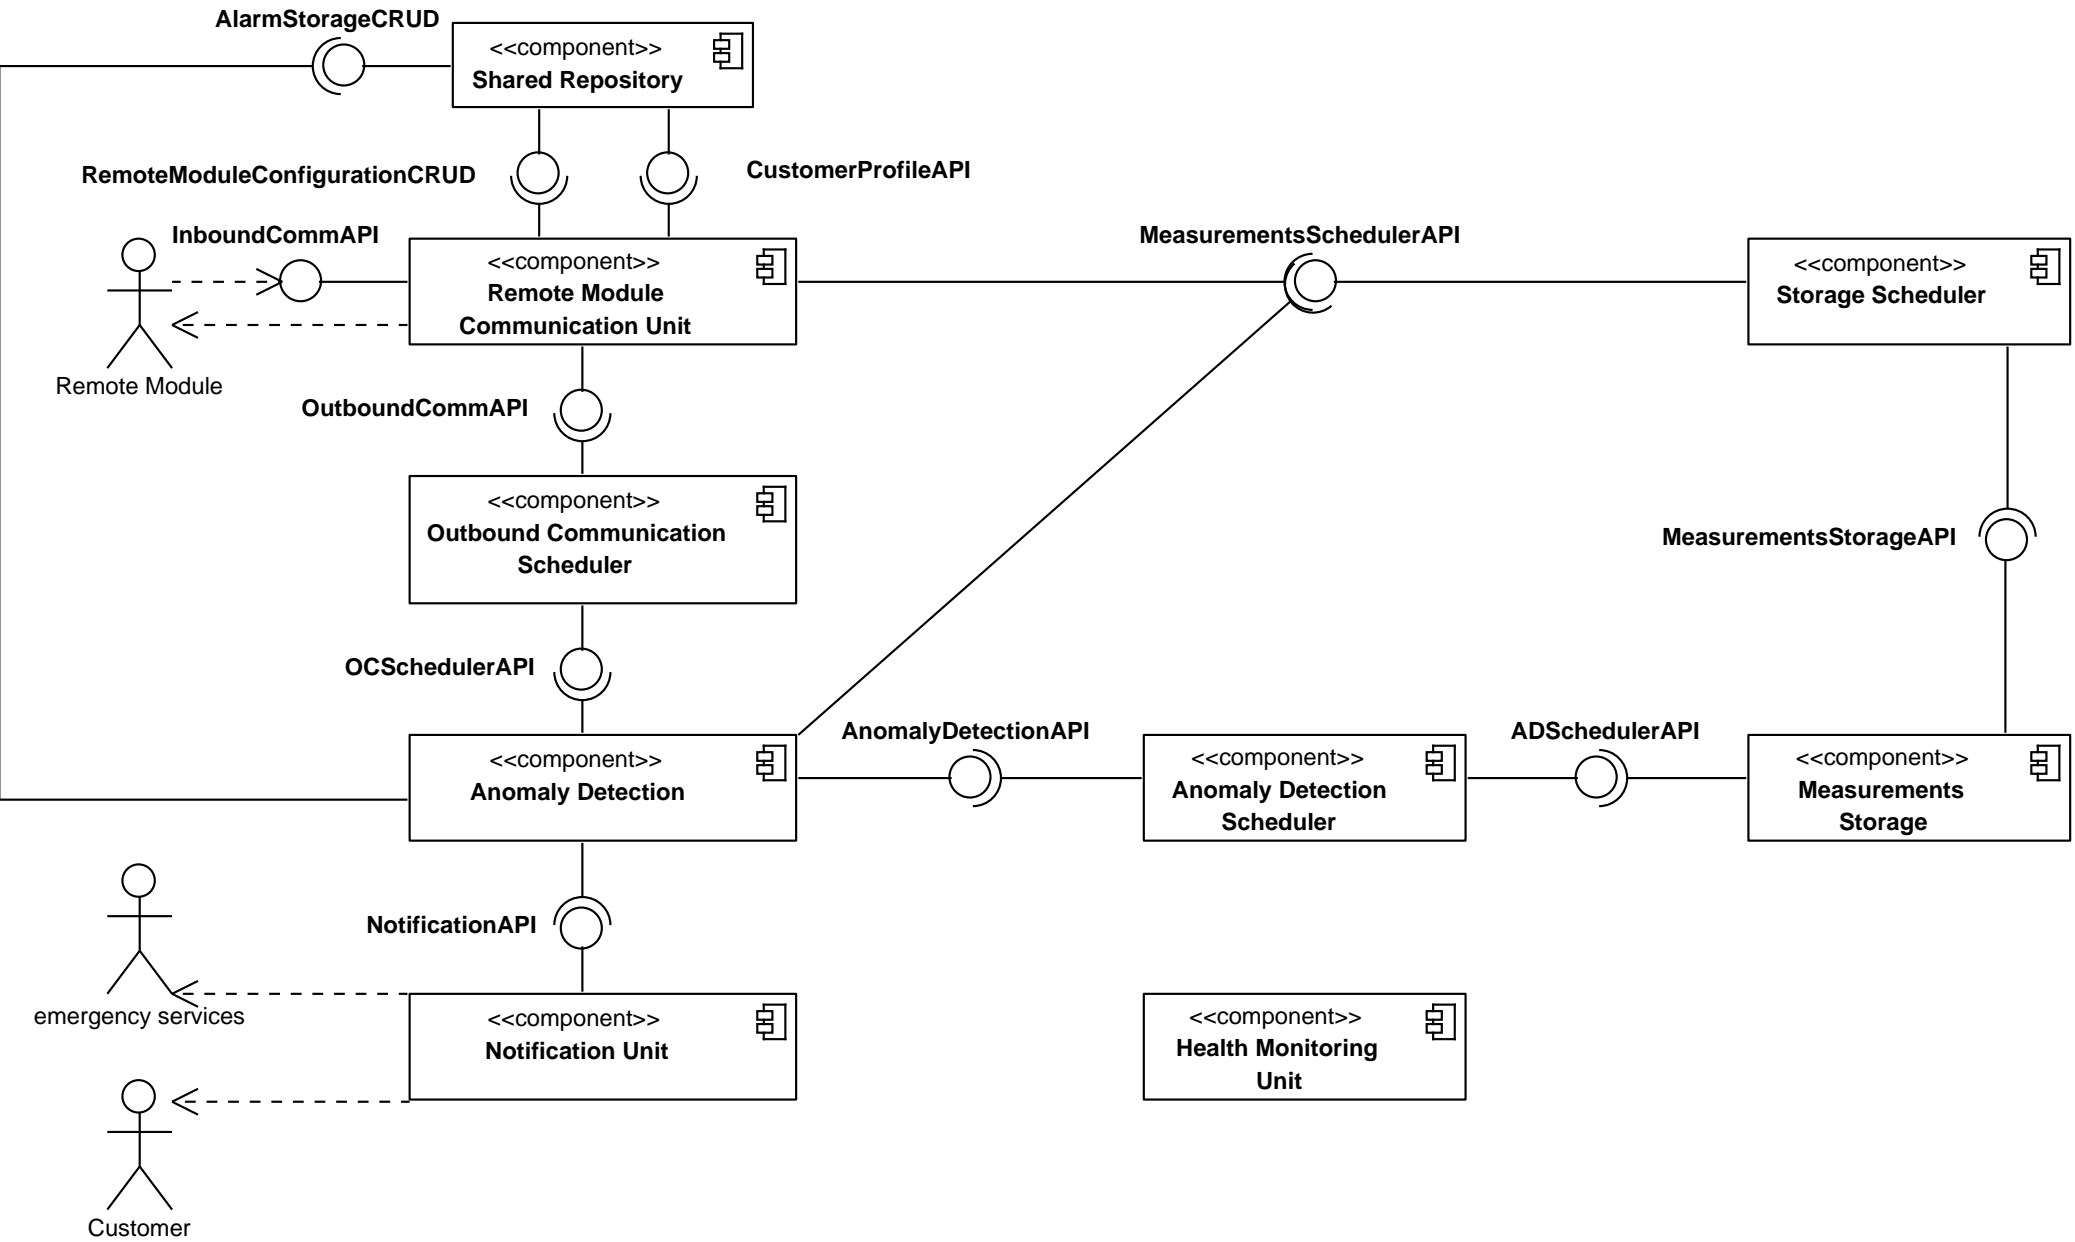 AlarmStorageCRUD
<<component>>
Shared Repository
RemoteModuleConfigurationCRUD
CustomerProfileAPI
InboundCommAPI
MeasurementsSchedulerAPI
<<component>>
Remote Module
Communication Unit
<<component>>
Storage Scheduler
Remote Module
OutboundCommAPI
<<component>>
Outbound Communication
Scheduler
MeasurementsStorageAPI
OCSchedulerAPI
AnomalyDetectionAPI
ADSchedulerAPI
<<component>>
Anomaly Detection
<<component>>
Anomaly Detection
Scheduler
<<component>>
Measurements
Storage
NotificationAPI
emergency services
<<component>>
Notification Unit
<<component>>
Health Monitoring
Unit
Customer